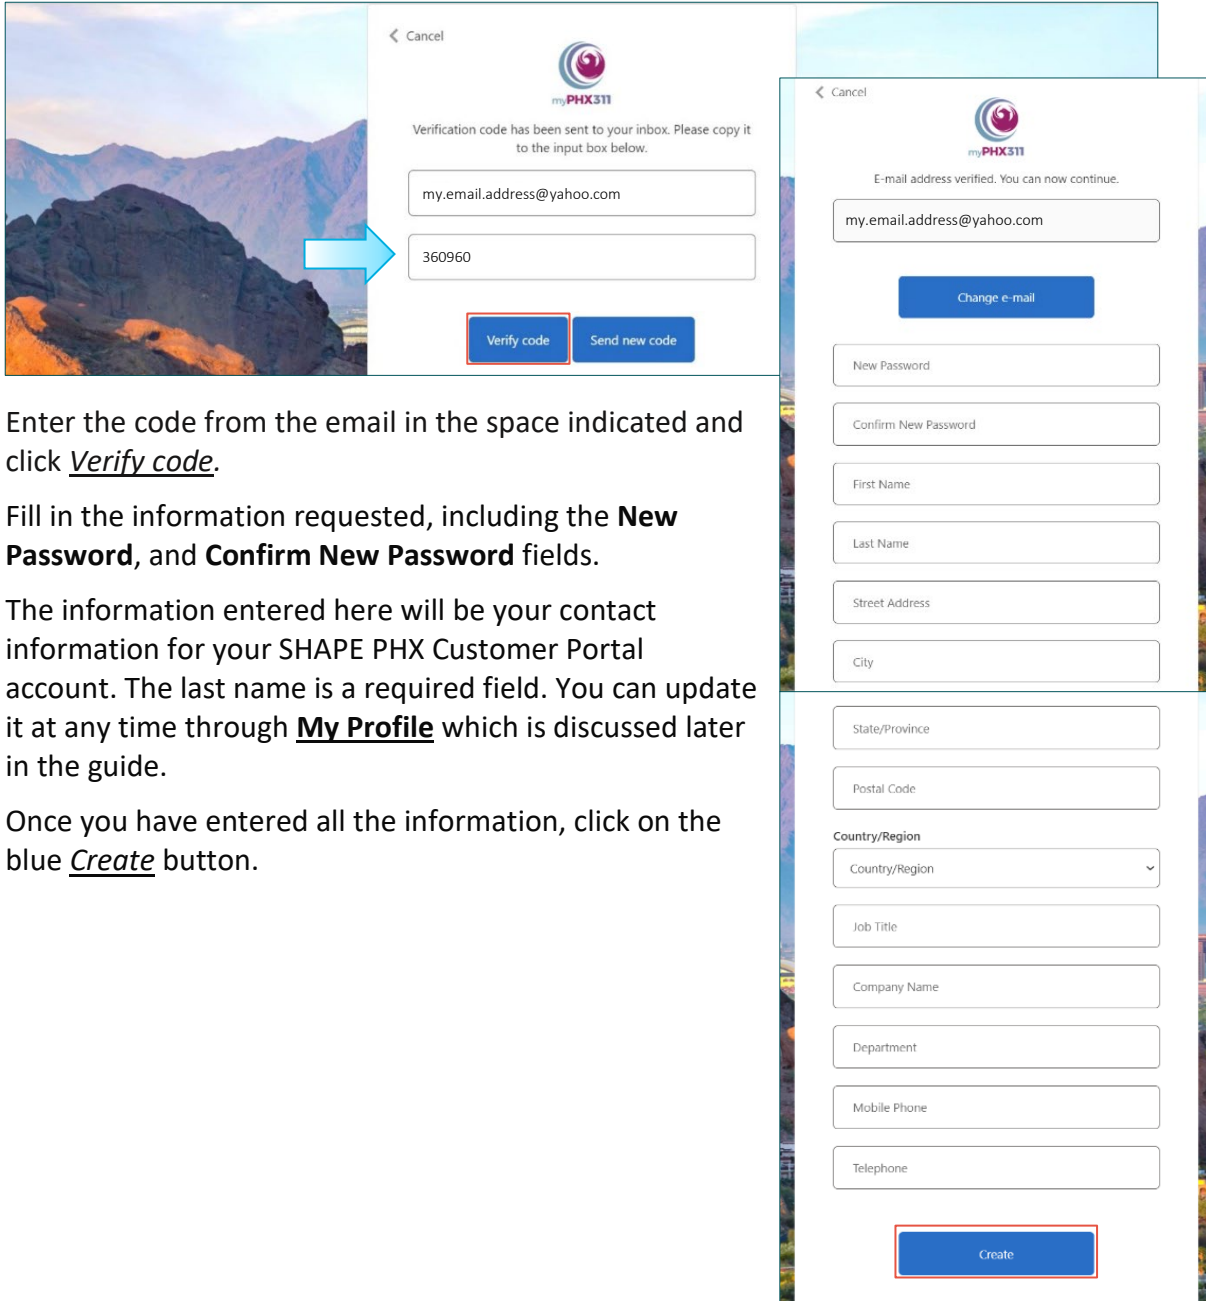 Cancel
myPHX311
Verification code has been sent to your inbox. Please copy it
to the input box below.
my.email.address@yahoo.com
360960
Verify code
Send new code
Enter the code from the email in the space indicated and
click Verify code.
Fill in the information requested, including the New
Password, and Confirm New Password fields.
The information entered here will be your contact
information for your SHAPE PHX Customer Portal
account. The last name is a required field. You can update
it at any time through My Profile which is discussed later
in the guide.
Once you have entered all the information, click on the
blue Create button.
Cancel
myPHX311
E-mail address verified. You can now continue.
my.email.address@yahoo.com
Change e-mail
New Password
Confirm New Password
First Name
Last Name
Street Address
City
State/Province
Postal Code
Country/Region
Country/Region
Job Title
Company Name
Department
Mobile Phone
Telephone
Create